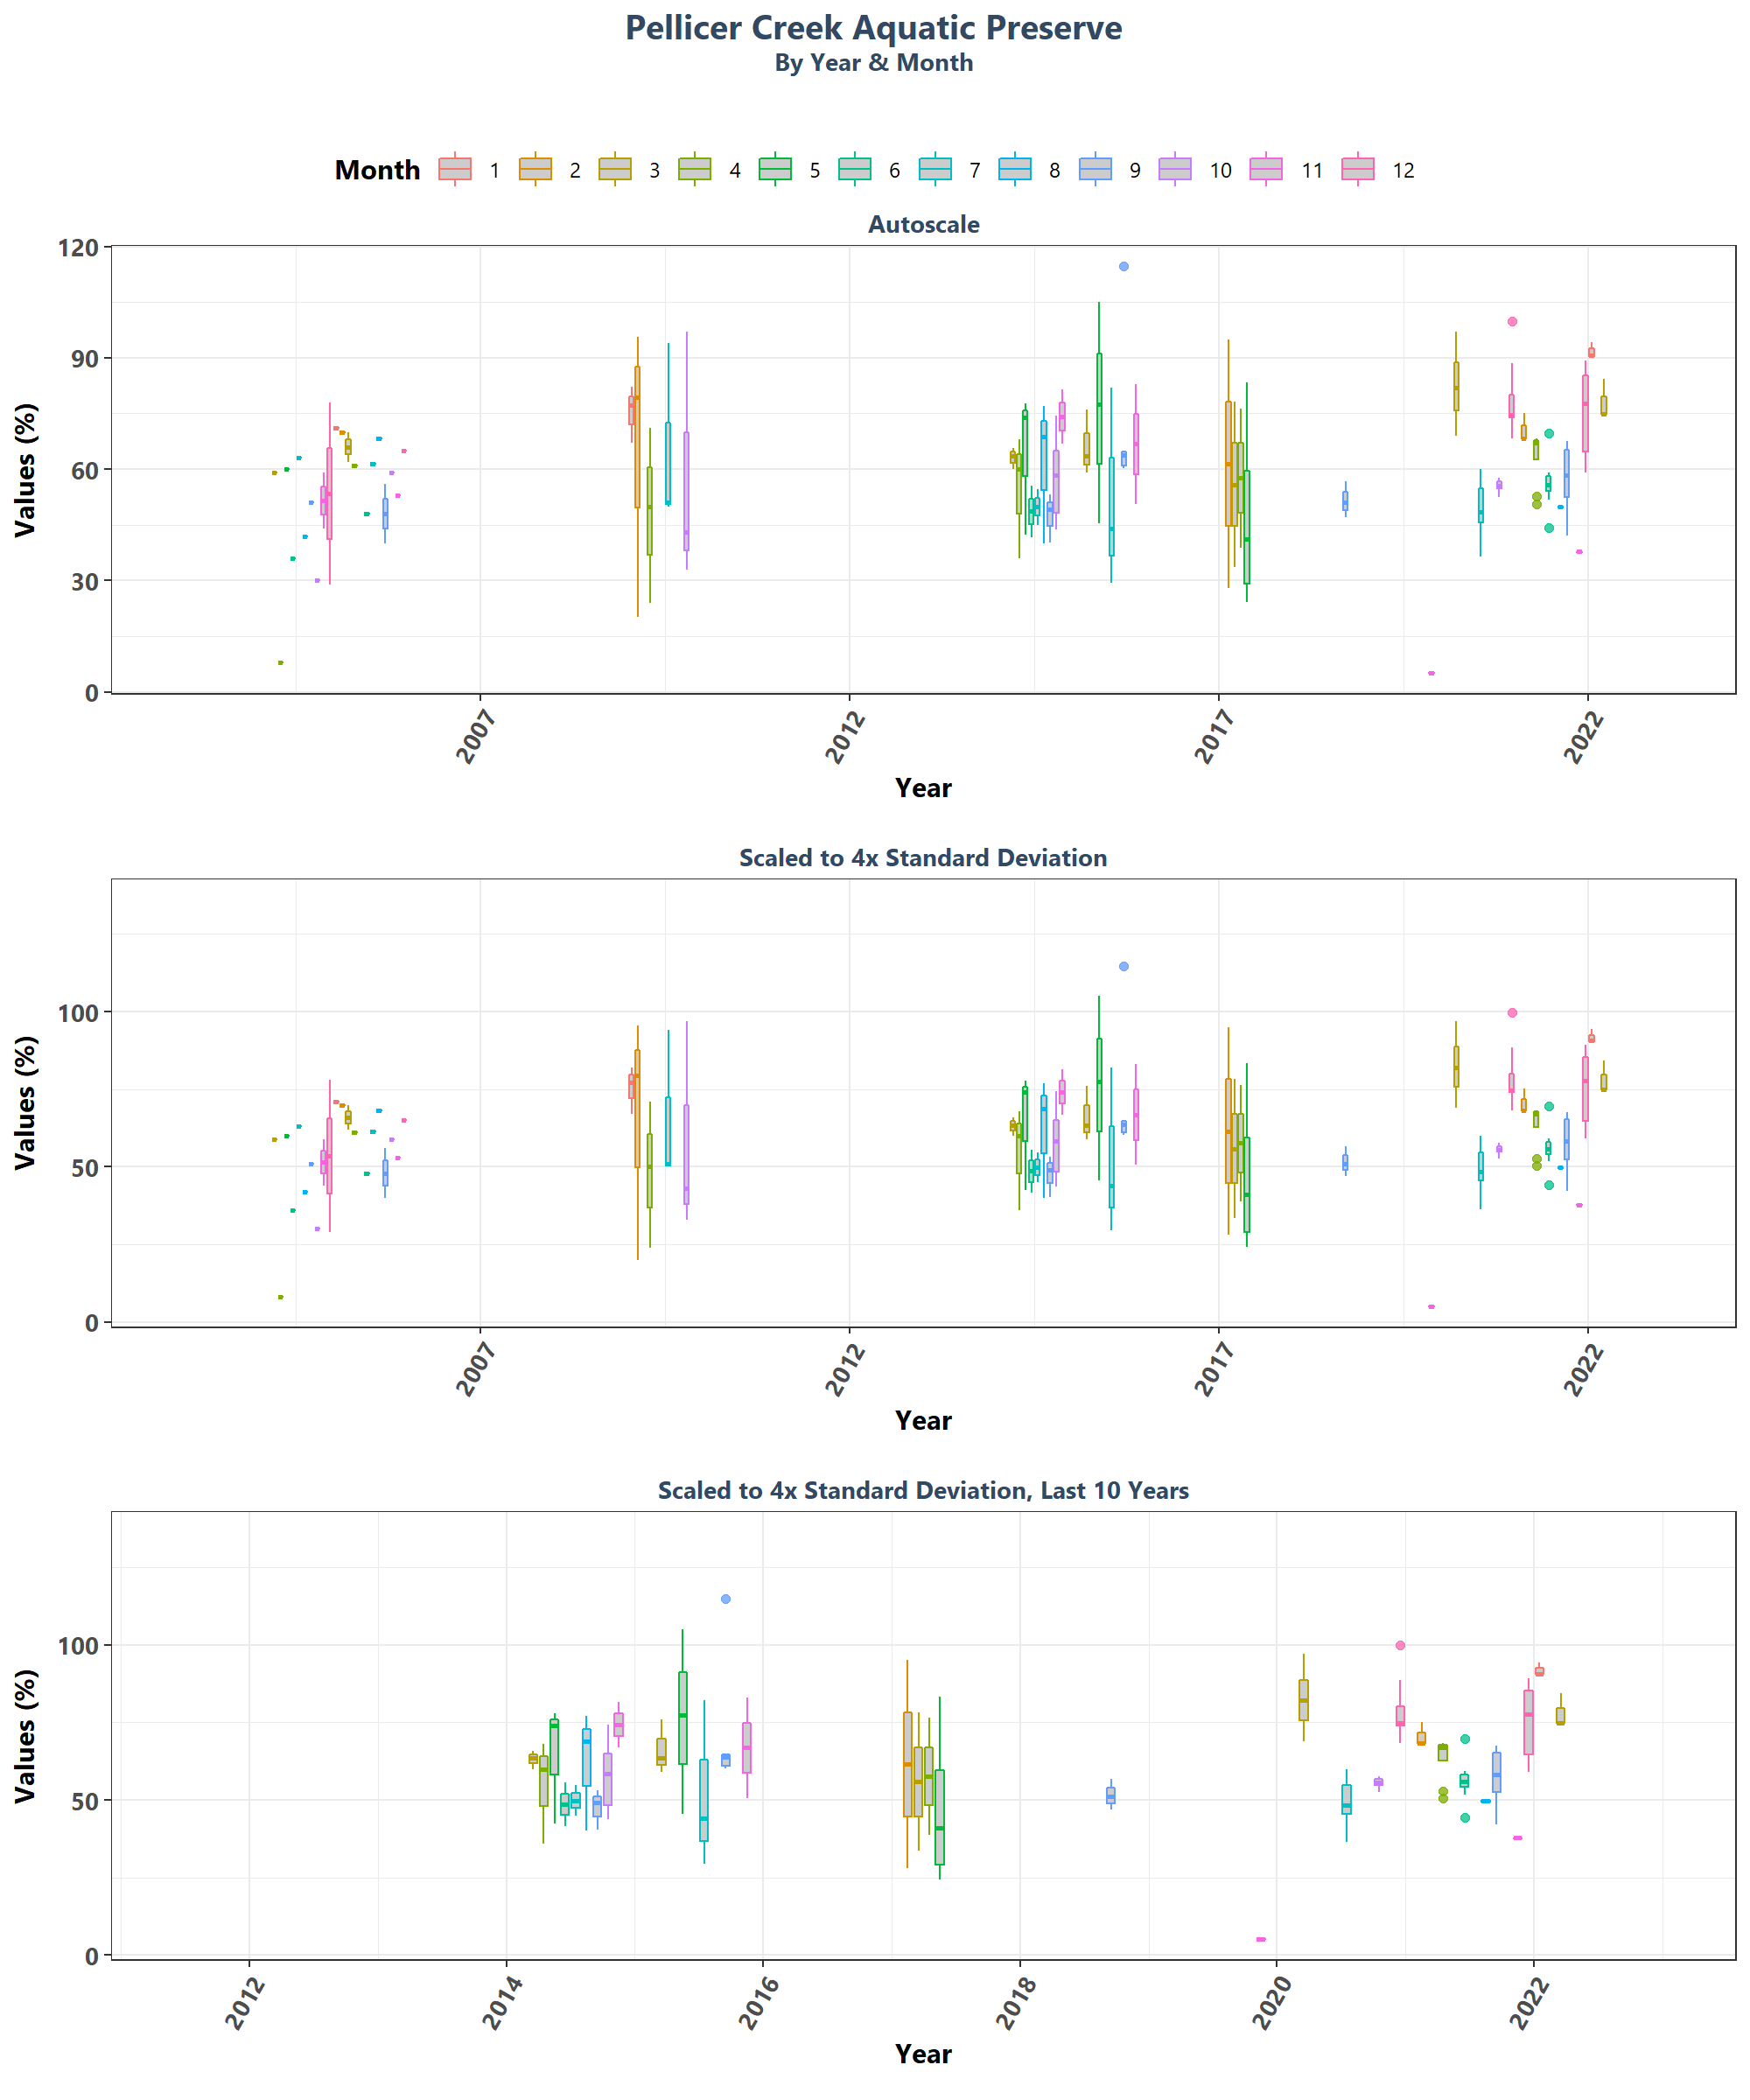 Pellicer Creek Aquatic Preserve
By Year & Month
Month 1 2 3 4 5 6 7 8 9 10 11 12
Autoscale
120
90
60
30
0
Values (%)
2007 2012 2017 2022
Year
Scaled to 4x Standard Deviation
100
50
0
Values (%)
2007 2012 2017 2022
Year
Scaled to 4x Standard Deviation, Last 10 Years
100
50
0
Values (%)
2012 2014 2016 2018 2020 2022
Year